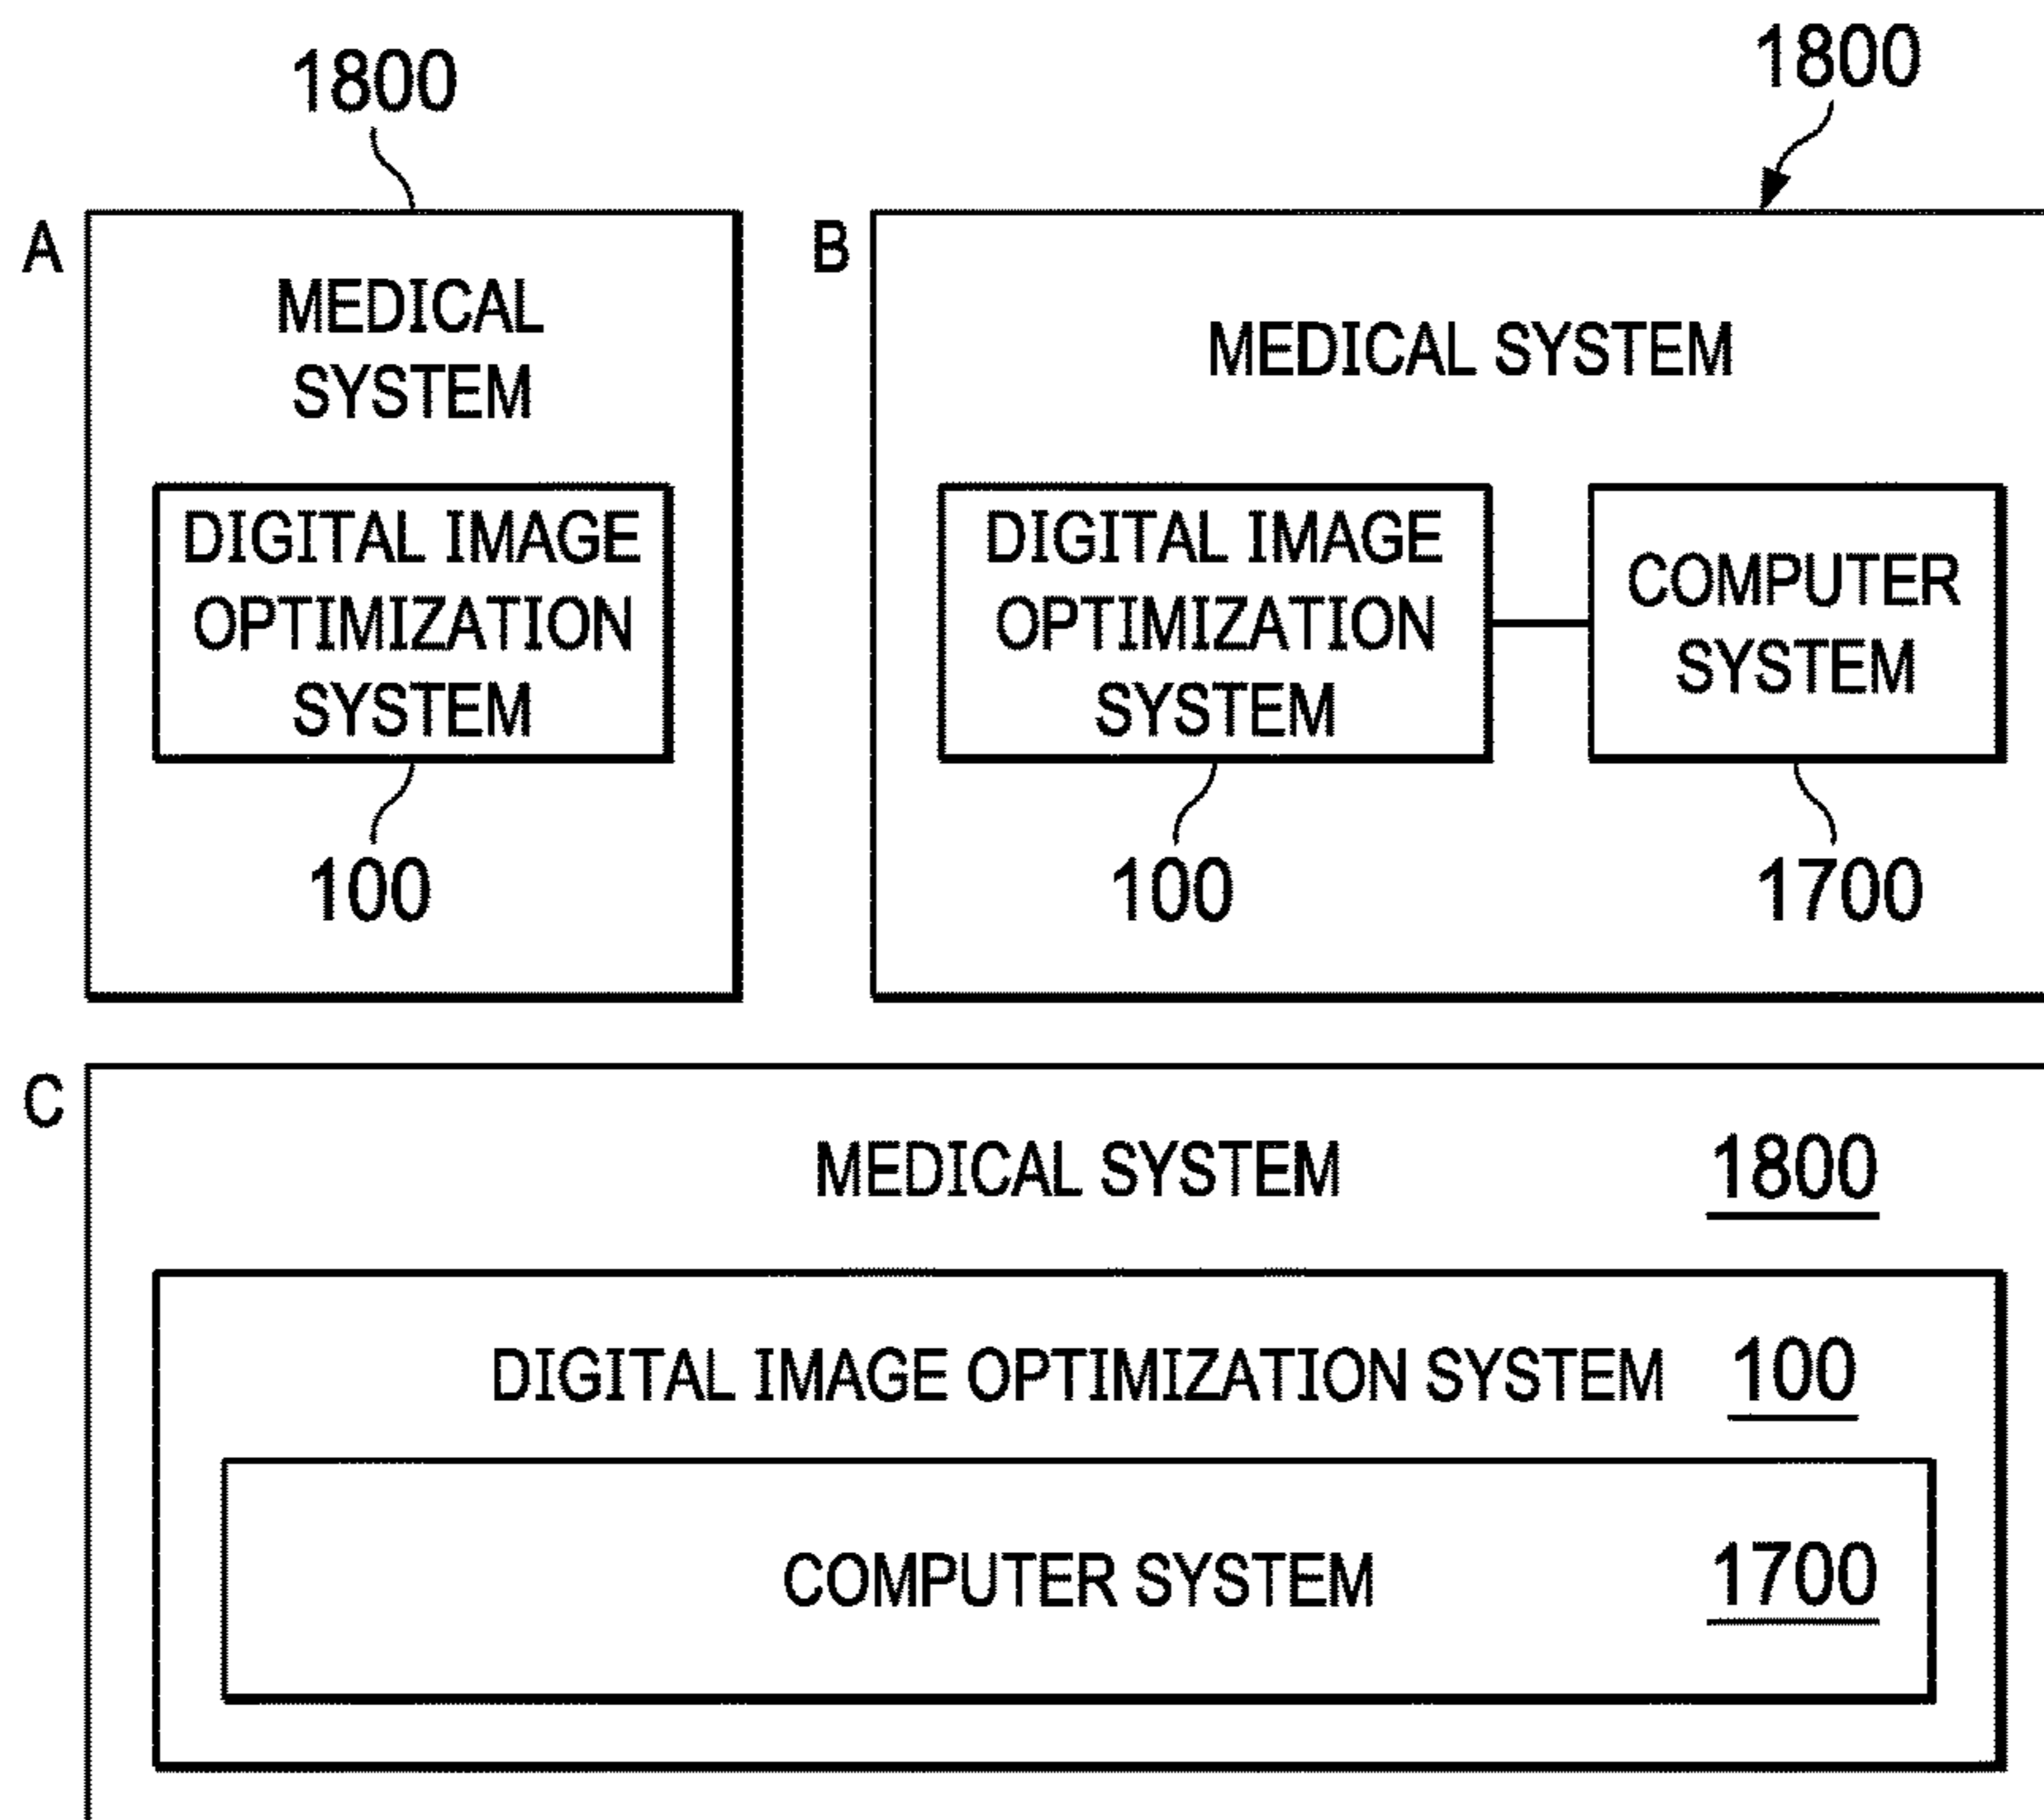 1800
A
MEDICAL
SYSTEM
DIGITAL IMAGE
OPTIMIZATION
SYSTEM
100
1800
B
MEDICAL SYSTEM
DIGITAL IMAGE
OPTIMIZATION
SYSTEM
100
COMPUTER
SYSTEM
1700
C
MEDICAL SYSTEM 1800
DIGITAL IMAGE OPTIMIZATION SYSTEM 100
COMPUTER SYSTEM 1700